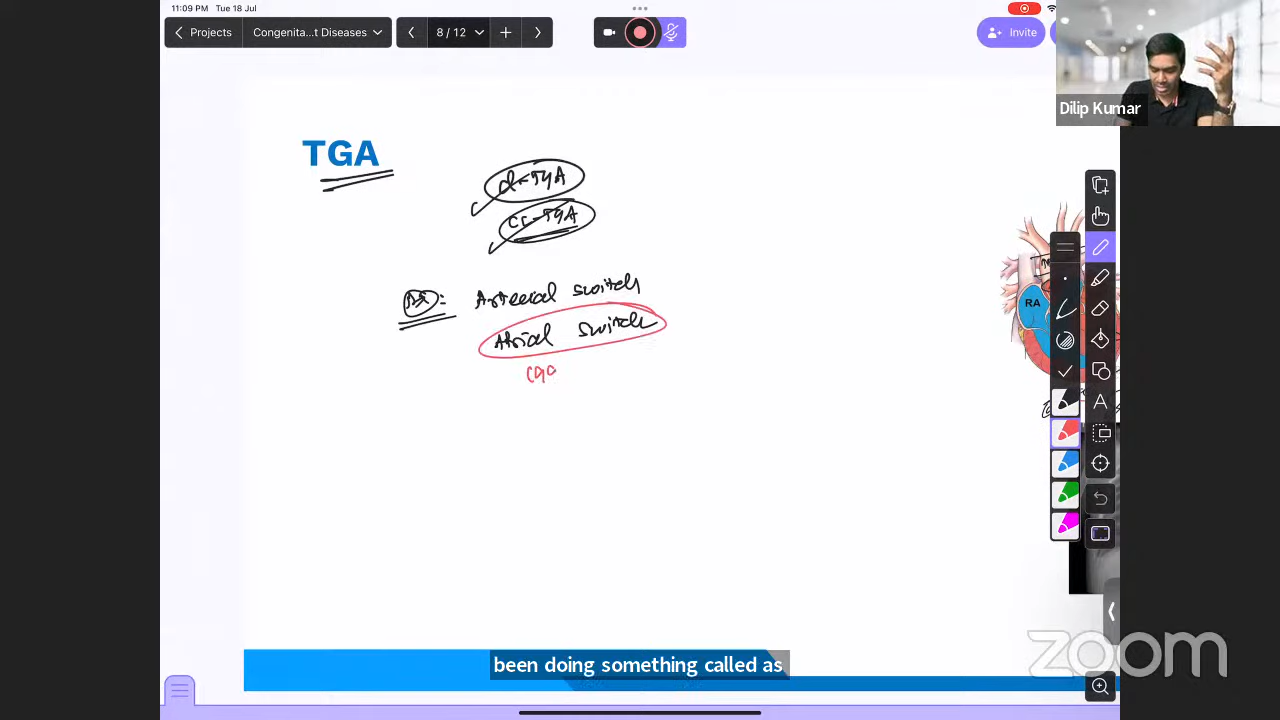 11:09 PM Tue 18 Jul
Projects Congenita...t Diseases 8 / 12 Invite
Dilip Kumar
TGA
d-TGA
cc-TGA
Rx: Arterial switch
Atrial switch
RA
been doing something called as
zoom